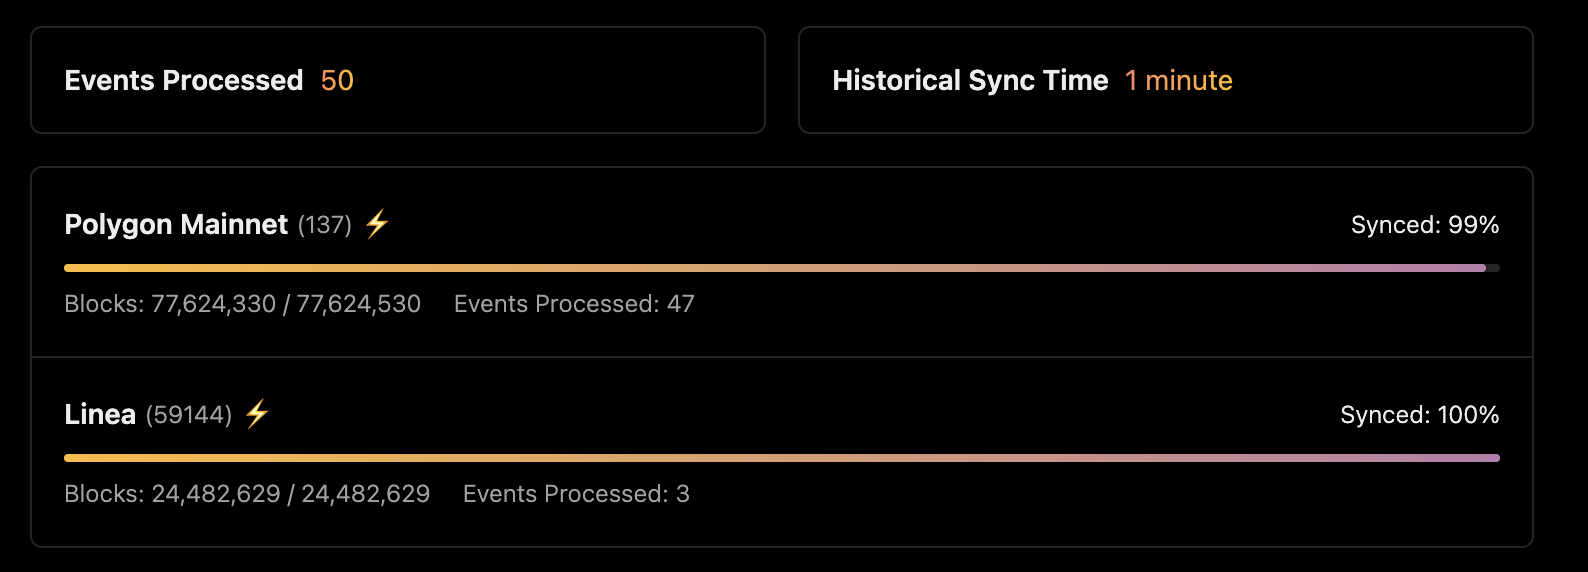 Events Processed 50
Historical Sync Time 1 minute
Polygon Mainnet (137) ⚡ Synced: 99%
Blocks: 77,624,330 / 77,624,530 Events Processed: 47
Linea (59144) ⚡ Synced: 100%
Blocks: 24,482,629 / 24,482,629 Events Processed: 3